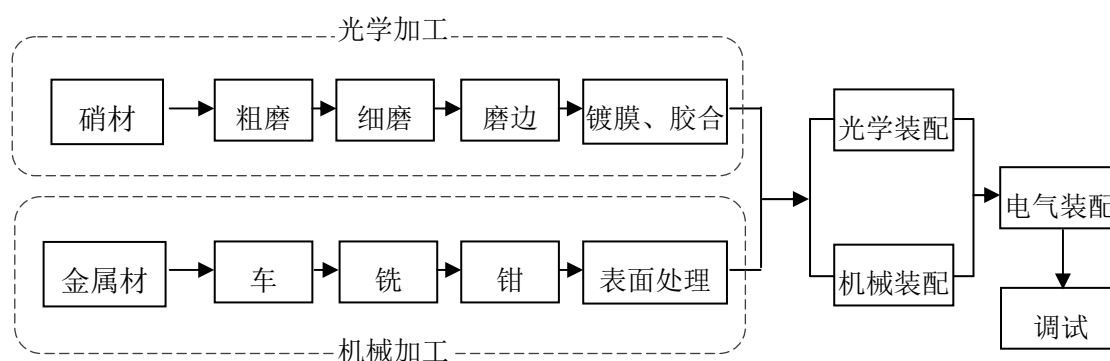 光学加工
硝材
粗磨
细磨
磨边
镀膜、胶合
光学装配
电气装配
金属材
车
铣
钳
表面处理
机械装配
调试
机械加工